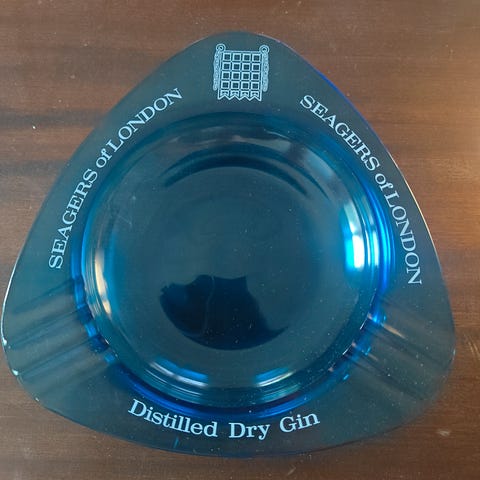 SEAGERS of LONDON
SEAGERS of LONDON
Distilled Dry Gin